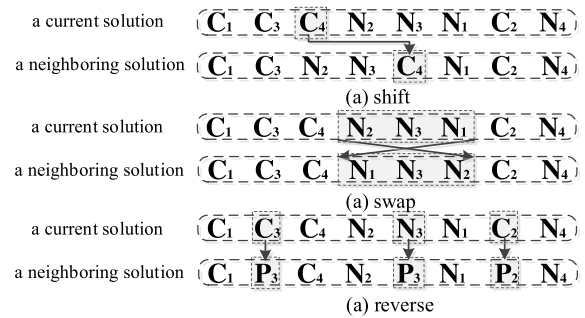 a current solution C₁ C₃ C₄ N₂ N₃ N₁ C₂ N₄
a neighboring solution C₁ C₃ N₂ N₃ C₄ N₁ C₂ N₄
(a) shift
a current solution C₁ C₃ C₄ N₂ N₃ N₁ C₂ N₄
a neighboring solution C₁ C₃ C₄ N₁ N₃ N₂ C₂ N₄
(a) swap
a current solution C₁ C₃ C₄ N₂ N₃ N₁ C₂ N₄
a neighboring solution C₁ P₃ C₄ N₂ P₃ N₁ P₂ N₄
(a) reverse